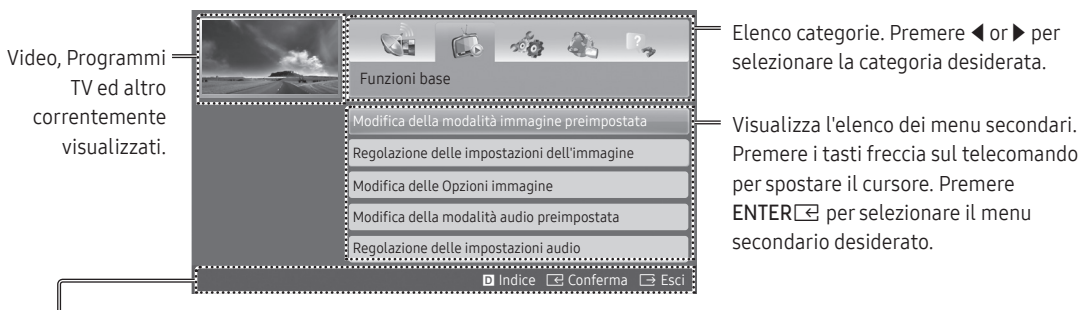 Video, Programmi
TV ed altro
correntemente
visualizzati.
Funzioni base
Modifica della modalità immagine preimpostata
Regolazione delle impostazioni dell'immagine
Modifica delle Opzioni immagine
Modifica della modalità audio preimpostata
Regolazione delle impostazioni audio
D Indice Conferma Esci
Elenco categorie. Premere ◀ or ▶ per
selezionare la categoria desiderata.
Visualizza l'elenco dei menu secondari.
Premere i tasti freccia sul telecomando
per spostare il cursore. Premere
ENTER per selezionare il menu
secondario desiderato.